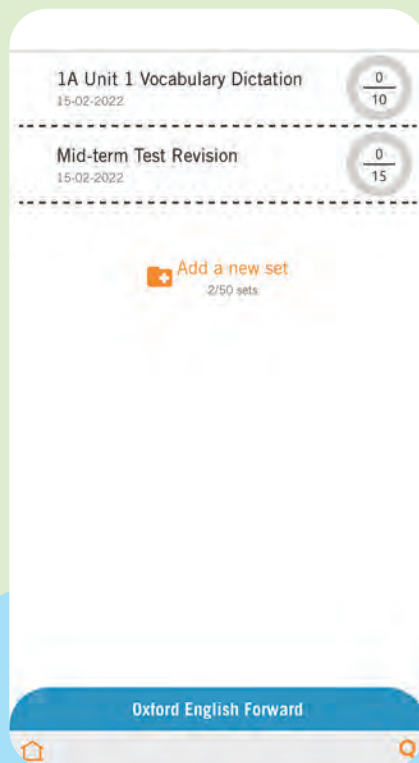 1A Unit 1 Vocabulary Dictation
15-02-2022
0
10
Mid-term Test Revision
15-02-2022
0
15
Add a new set
2/50 sets
Oxford English Forward